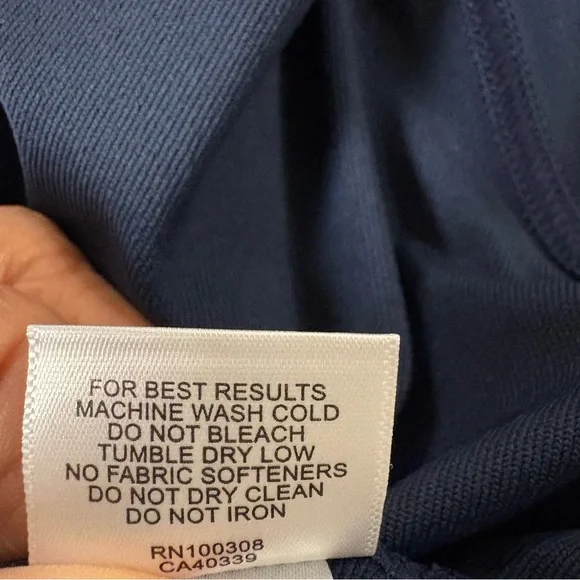 FOR BEST RESULTS
MACHINE WASH COLD
DO NOT BLEACH
TUMBLE DRY LOW
NO FABRIC SOFTENERS
DO NOT DRY CLEAN
DO NOT IRON
RN100308
CA40339